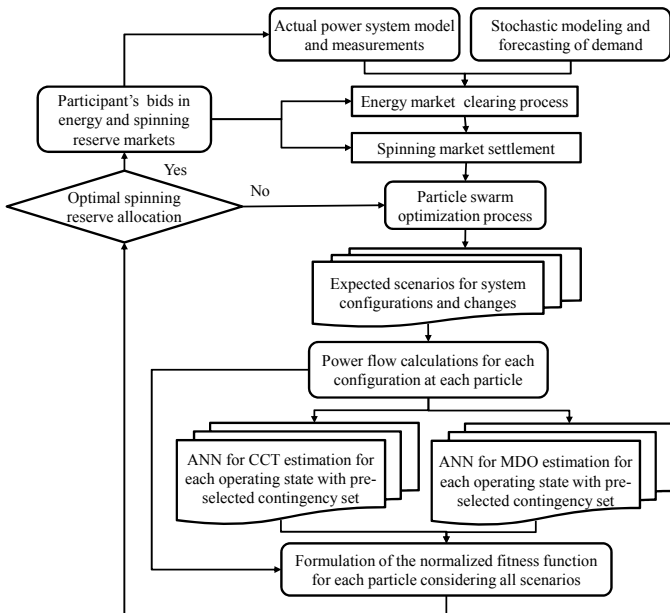 Actual power system model
and measurements
Stochastic modeling and
forecasting of demand
Participant's bids in
energy and spinning
reserve markets
Energy market clearing process
Spinning market settlement
Yes
No
Optimal spinning
reserve allocation
Particle swarm
optimization process
Expected scenarios for system
configurations and changes
Power flow calculations for each
configuration at each particle
ANN for CCT estimation for
each operating state with pre-
selected contingency set
ANN for MDO estimation for
each operating state with pre-
selected contingency set
Formulation of the normalized fitness function
for each particle considering all scenarios